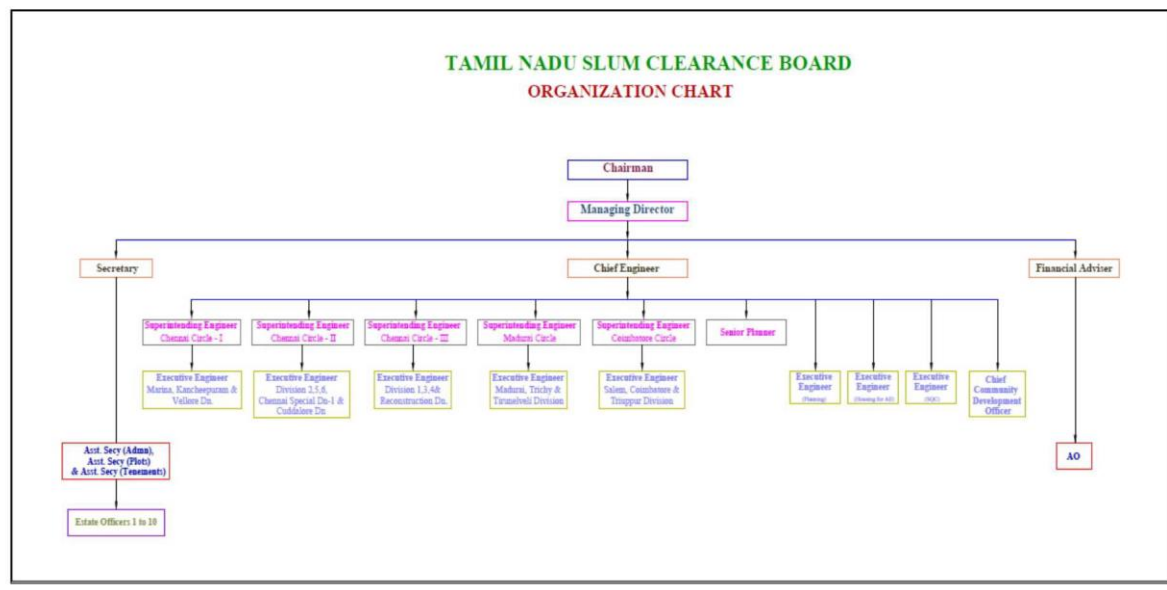 TAMIL NADU SLUM CLEARANCE BOARD
ORGANIZATION CHART
Chairman
Managing Director
Secretary
Chief Engineer
Financial Adviser
Superintending Engineer
Chennai Circle - I
Superintending Engineer
Chennai Circle - II
Superintending Engineer
Chennai Circle - III
Superintending Engineer
Madurai Circle
Superintending Engineer
Coimbatore Circle
Senior Planner
Executive Engineer
Marina, Kancheepuram &
Vellore Dn.
Executive Engineer
Division 2,5,6,
Chennai Special Dn-1 &
Cuddalore Dn
Executive Engineer
Division 1,3,4&
Reconstruction Dn.
Executive Engineer
Madurai, Trichy &
Tirunelveli Division
Executive Engineer
Salem, Coimbatore &
Trippur Division
Executive
Engineer
(Planning)
Executive
Engineer
(Housing for All)
Executive
Engineer
Chief
Community
Development
Officer
Asst. Secy (Admn),
Asst. Secy (Plots)
& Asst. Secy (Tenements)
AO
Estate Officers 1 to 10